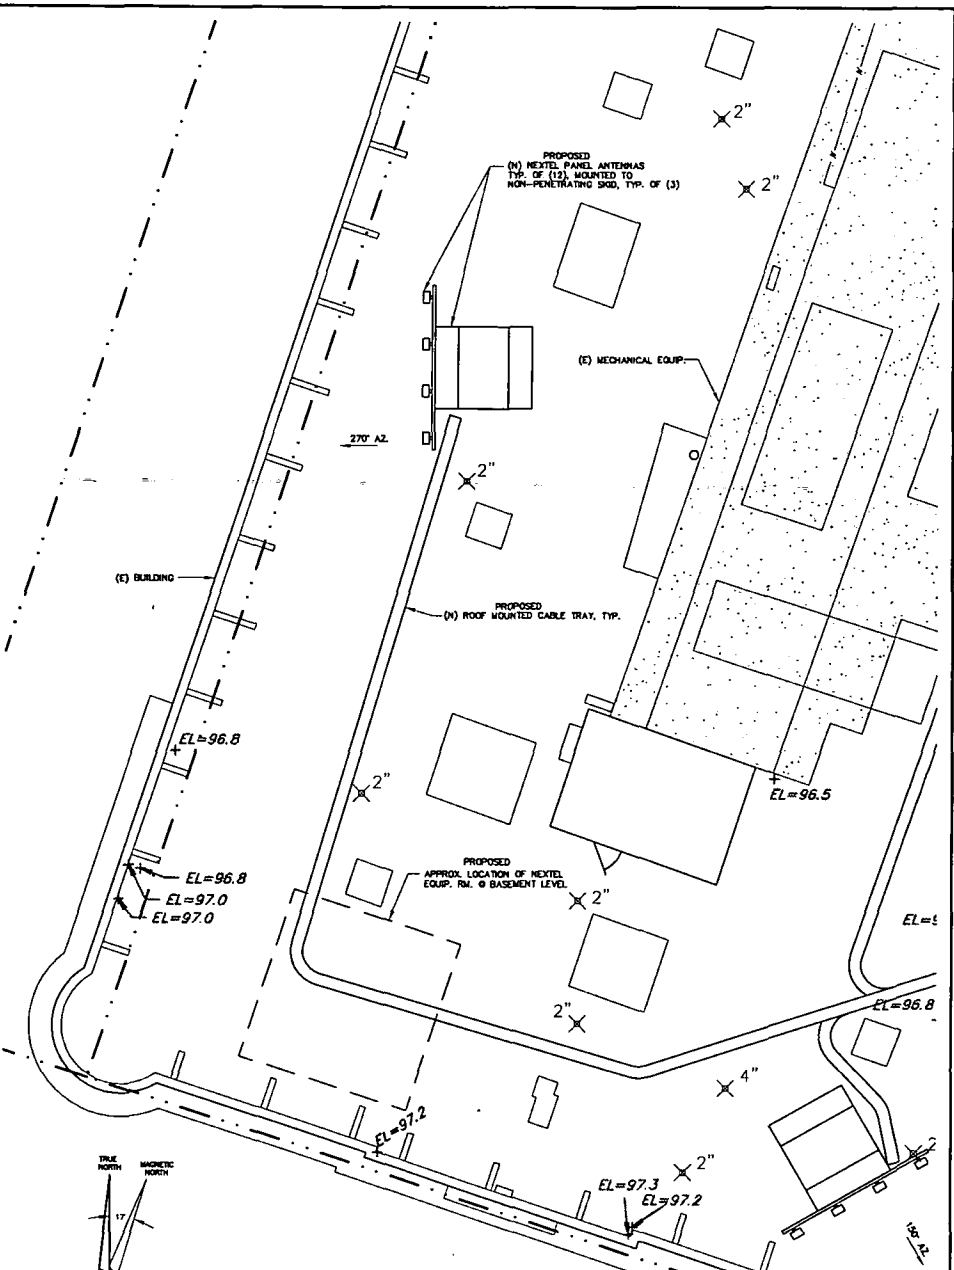 2"
2"
PROPOSED
(N) NEXTEL PANEL ANTENNAS
TYP. OF (12), MOUNTED TO
NON-PENETRATING SKID, TYP. OF (3)
(E) MECHANICAL EQUIP.
270° AZ.
2"
(E) BUILDING
PROPOSED
(N) ROOF MOUNTED CABLE TRAY, TYP.
EL=96.8
2"
EL=96.5
PROPOSED
APPROX. LOCATION OF NEXTEL
EQUIP. RM. @ BASEMENT LEVEL
EL=96.8
EL=97.0
EL=97.0
2"
EL=96.8
2"
4"
EL=97.2
2"
2
EL=97.3
EL=97.2
TRUE
NORTH
MAGNETIC
NORTH
17°
150° AZ.